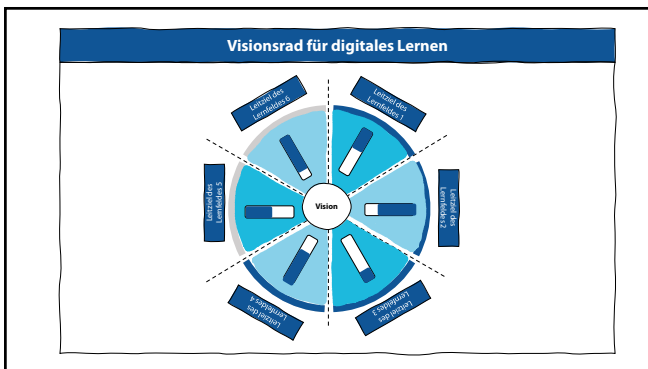 Visionsrad für digitales Lernen
Leitziel des
Lernfeldes 6
Leitziel des
Lernfeldes 1
Leitziel des
Lernfeldes 5
Vision
Leitziel des
Lernfeldes 2
Leitziel des
Lernfeldes 4
Leitziel des
Lernfeldes 3